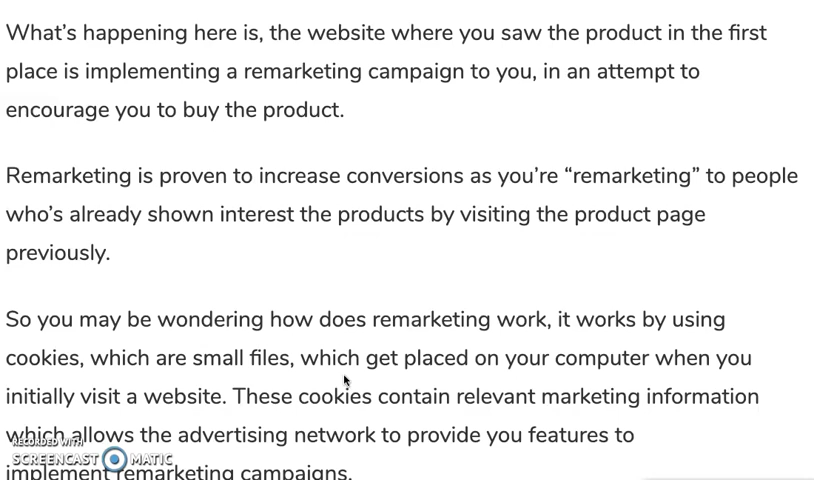 What's happening here is, the website where you saw the product in the first
place is implementing a remarketing campaign to you, in an attempt to
encourage you to buy the product.
Remarketing is proven to increase conversions as you're “remarketing” to people
who's already shown interest the products by visiting the product page
previously.
So you may be wondering how does remarketing work, it works by using
cookies, which are small files, which get placed on your computer when you
initially visit a website. These cookies contain relevant marketing information
which allows the advertising network to provide you features to
RECORDED WITH
SCREENCAST MATIC
implement remarketing campaigns.